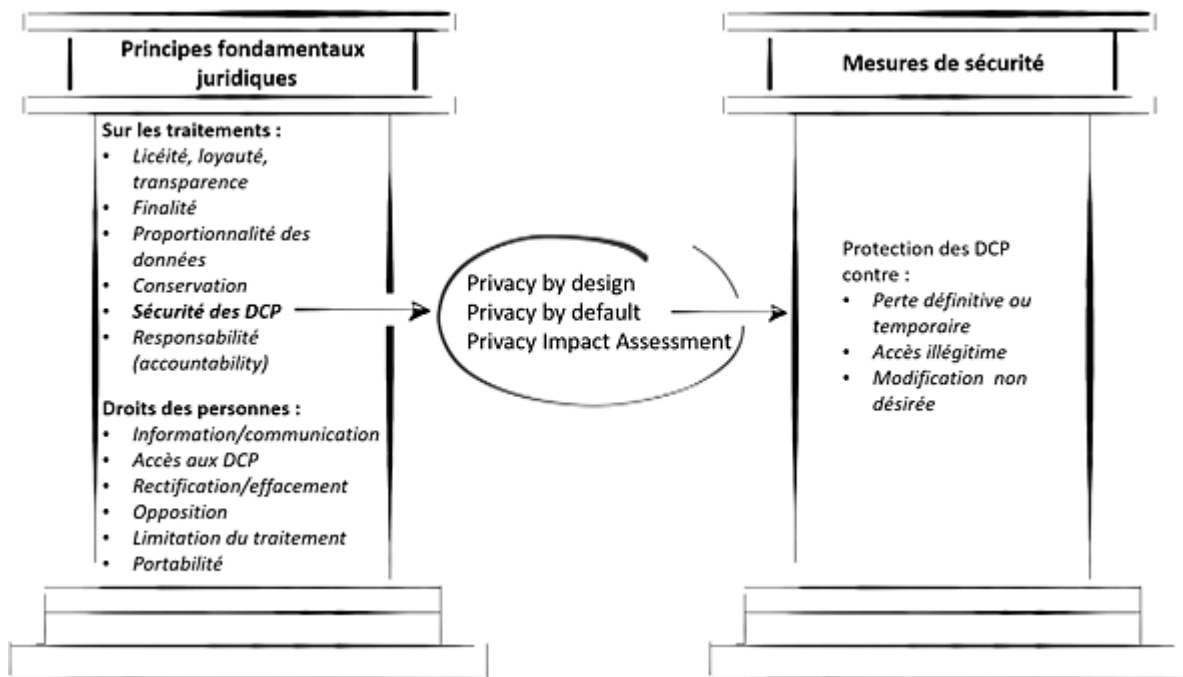 Principes fondamentaux
juridiques
Sur les traitements :
• Licéité, loyauté,
transparence
• Finalité
• Proportionnalité des
données
• Conservation
• Sécurité des DCP
• Responsabilité
(accountability)
Droits des personnes :
• Information/communication
• Accès aux DCP
• Rectification/effacement
• Opposition
• Limitation du traitement
• Portabilité
Privacy by design
Privacy by default
Privacy Impact Assessment
Mesures de sécurité
Protection des DCP
contre :
• Perte définitive ou
temporaire
• Accès illégitime
• Modification non
désirée